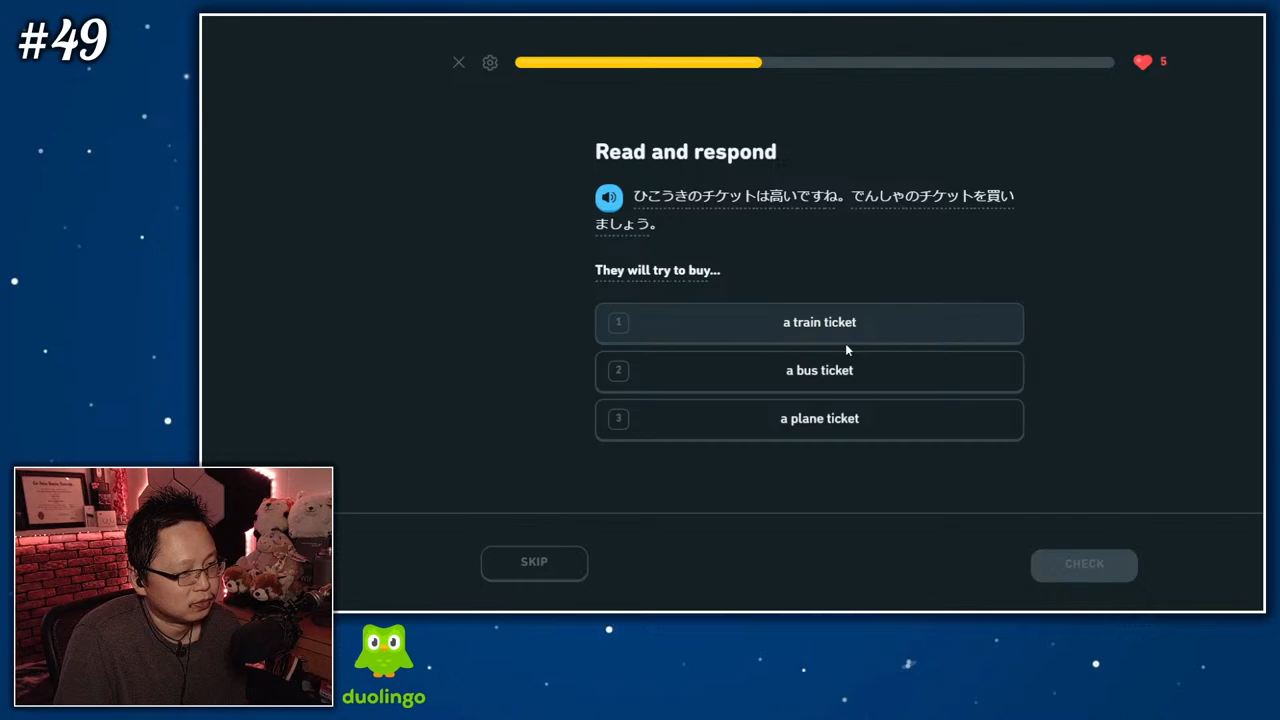 #49
5
Read and respond
ひこうきのチケットは高いですね。でんしゃのチケットを買い
ましょう。
They will try to buy...
1 a train ticket
2 a bus ticket
3 a plane ticket
SKIP
CHECK
duolingo